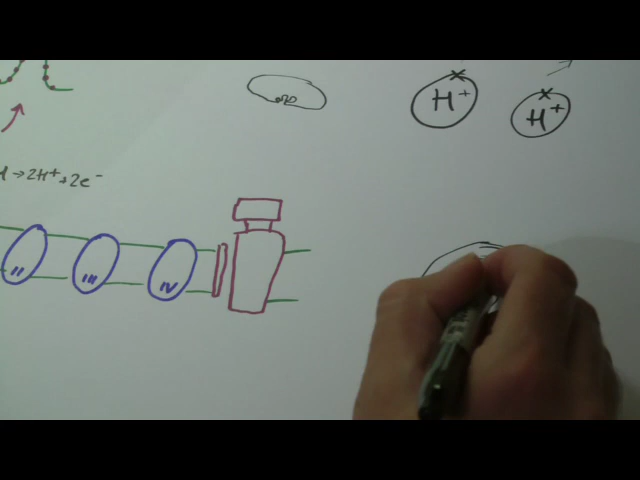 H⁺
H⁺
→ 2H⁺ + 2e⁻
II
III
IV